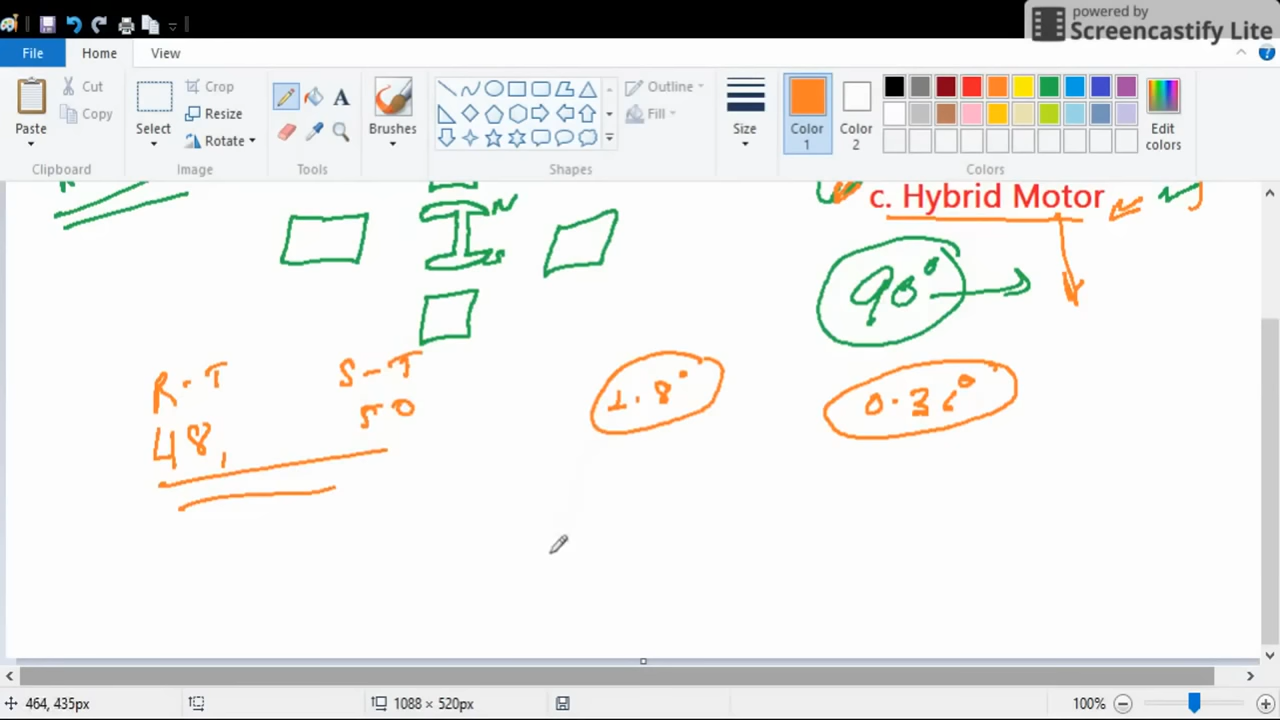 powered by
Screencastify Lite
File Home View
Paste
Cut
Copy
Clipboard
Select
Crop
Resize
Rotate
Image
A
Tools
Brushes
Shapes
Outline
Fill
Size
Color 1
Color 2
Edit colors
Colors
c. Hybrid Motor
N
S
90°
R-T S-T
48, 50
1.8° 0.36°
464, 435px 1088 × 520px 100%